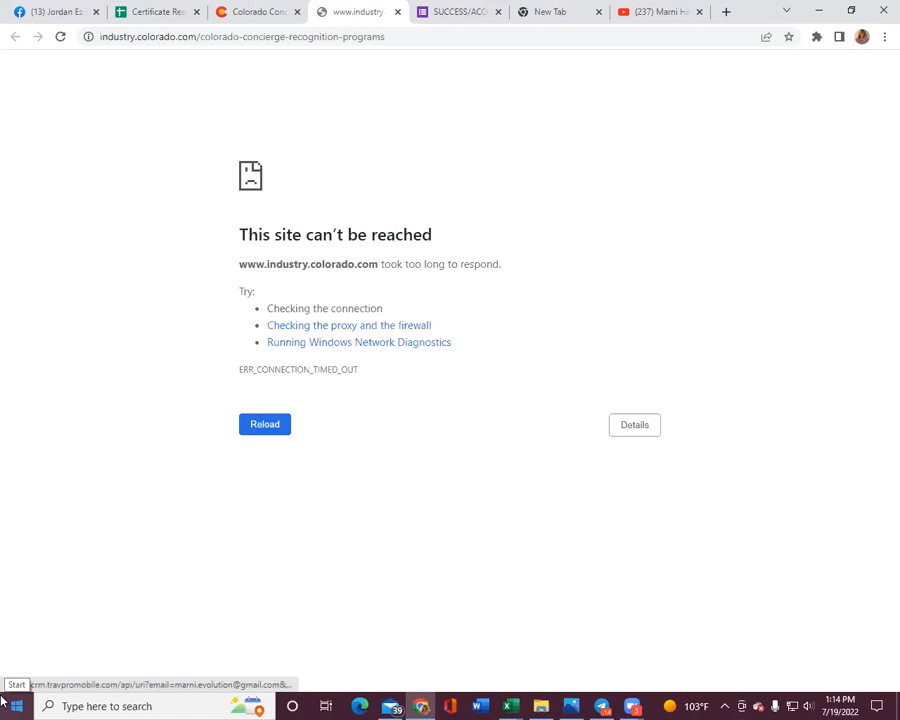 (13) Jordan Ez
Certificate Rec
Colorado Conc
www.industry.
SUCCESS/ACC
New Tab
(237) Marni Ha
industry.colorado.com/colorado-concierge-recognition-programs
This site can't be reached
www.industry.colorado.com took too long to respond.
Try:
Checking the connection
Checking the proxy and the firewall
Running Windows Network Diagnostics
ERR_CONNECTION_TIMED_OUT
Reload
Details
Start
crm.travpromobile.com/api/uri?email=marni.evolution@gmail.com&...
Type here to search
39
14
3
103°F
1:14 PM
7/19/2022